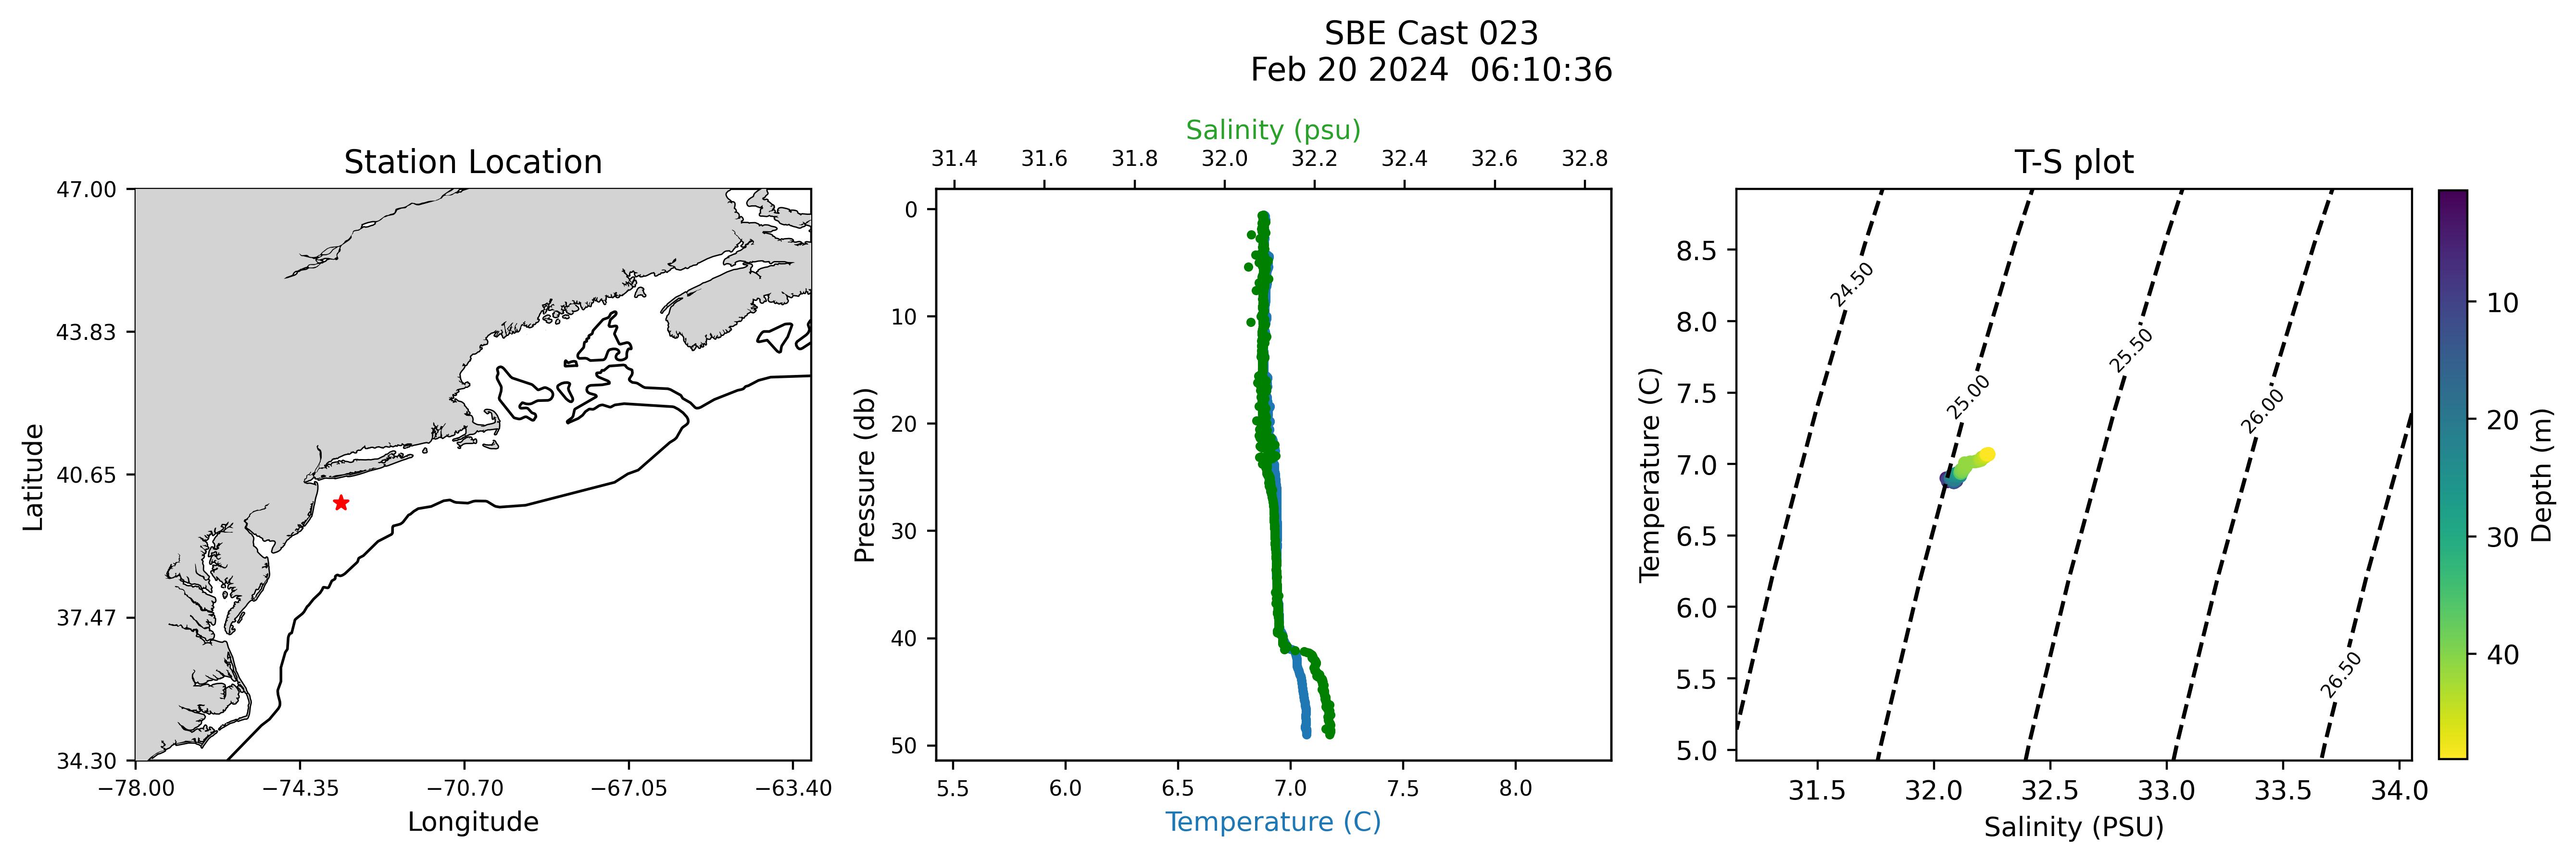 SBE Cast 023
Feb 20 2024  06:10:36
Station Location
47.00
43.83
40.65
37.47
34.30
Latitude
−78.00 −74.35 −70.70 −67.05 −63.40
Longitude
Salinity (psu)
31.4 31.6 31.8 32.0 32.2 32.4 32.6 32.8
0
10
20
30
40
50
Pressure (db)
5.5 6.0 6.5 7.0 7.5 8.0
Temperature (C)
T-S plot
8.5
8.0
7.5
7.0
6.5
6.0
5.5
5.0
Temperature (C)
24.50
25.00
25.50
26.00
26.50
31.5 32.0 32.5 33.0 33.5 34.0
Salinity (PSU)
10
20
30
40
Depth (m)